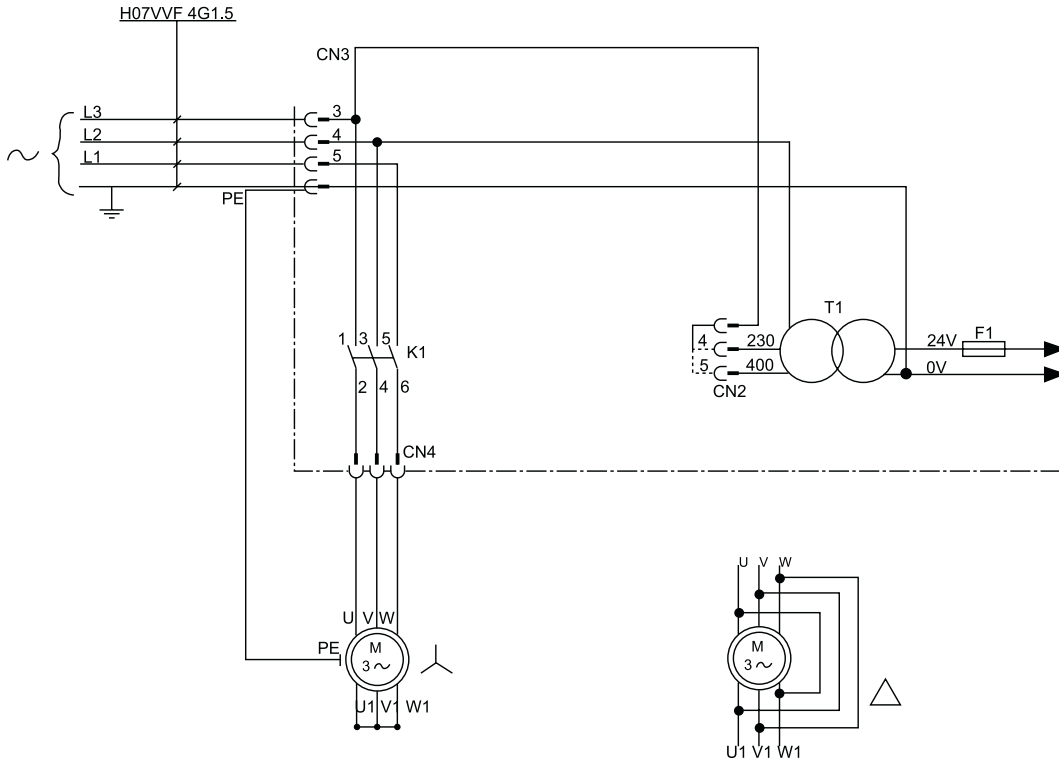 H07VVF 4G1.5
CN3
L3 3
L2 4
L1 5
PE
T1
1 3 5 K1
4 230 24V F1
5 400 0V
CN2
2 4 6
CN4
U V W
U V W
PE M
3
M
3
U1 V1 W1
U1 V1 W1